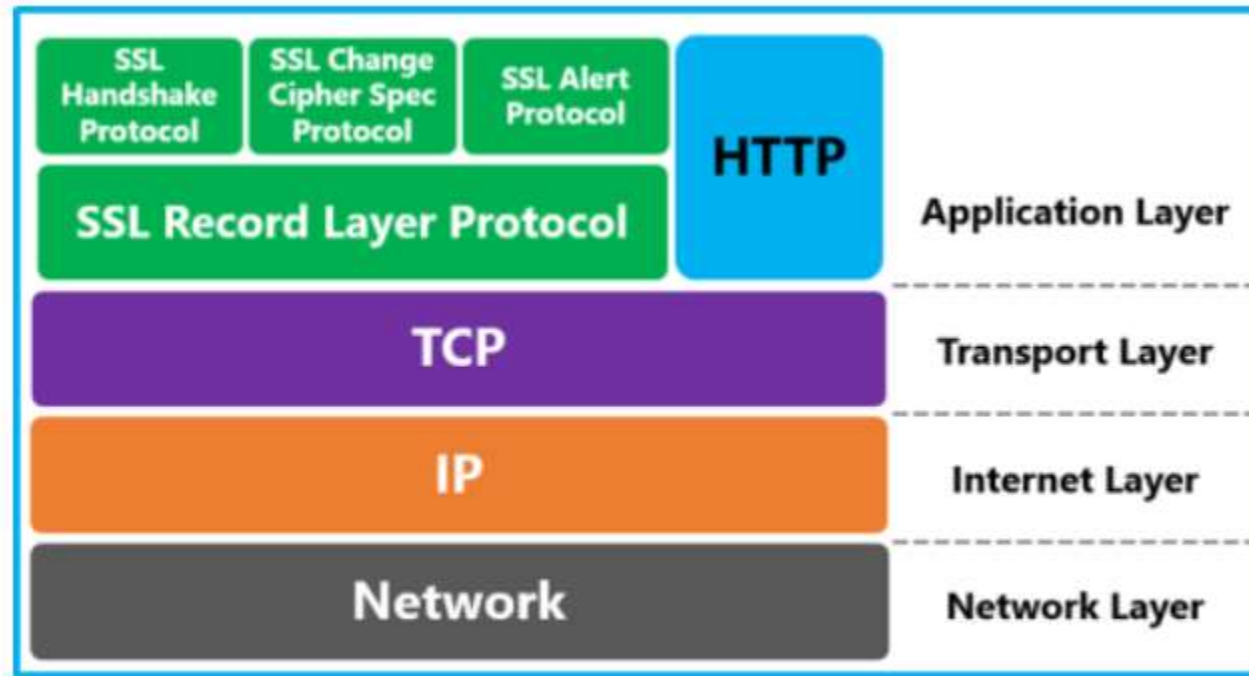 SSL
Handshake
Protocol
SSL Change
Cipher Spec
Protocol
SSL Alert
Protocol
HTTP
SSL Record Layer Protocol
Application Layer
TCP
Transport Layer
IP
Internet Layer
Network
Network Layer